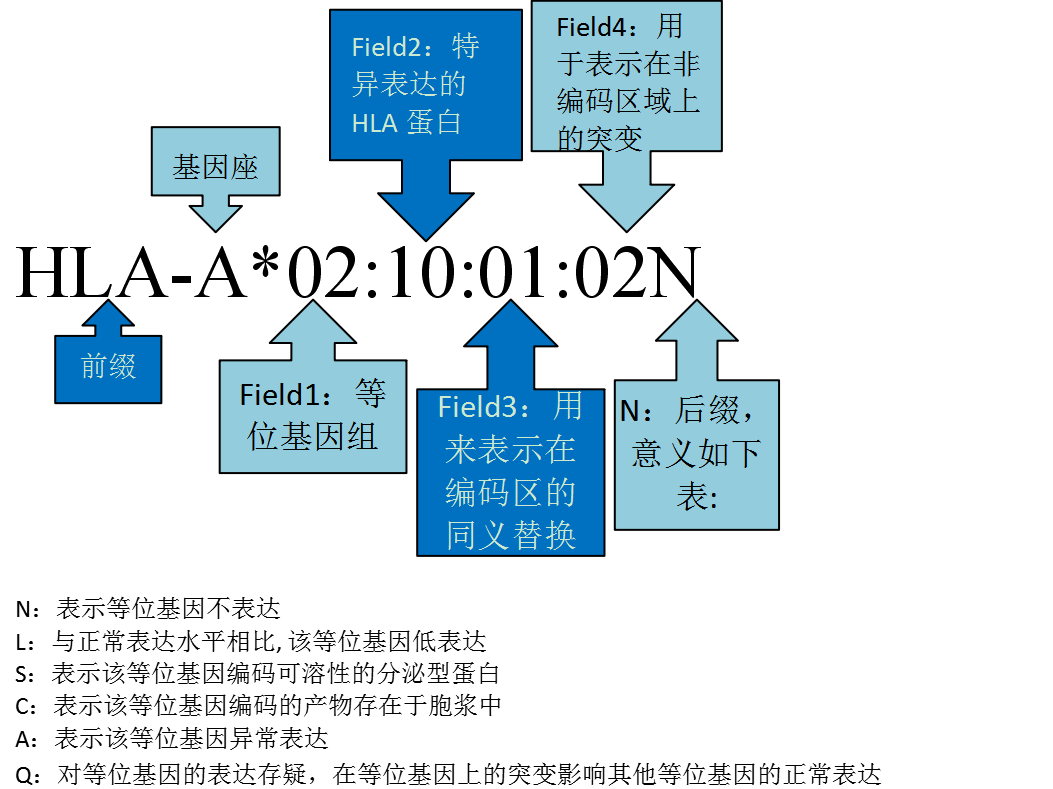 Field2：特
异表达的
HLA 蛋白
Field4：用
于表示在非
编码区域上
的突变
基因座
HLA-A*02:10:01:02N
前缀
Field1：等
位基因组
Field3：用
来表示在
编码区的
同义替换
N：后缀，
意义如下
表:
N：表示等位基因不表达
L：与正常表达水平相比, 该等位基因低表达
S：表示该等位基因编码可溶性的分泌型蛋白
C：表示该等位基因编码的产物存在于胞浆中
A：表示该等位基因异常表达
Q：对等位基因的表达存疑，在等位基因上的突变影响其他等位基因的正常表达